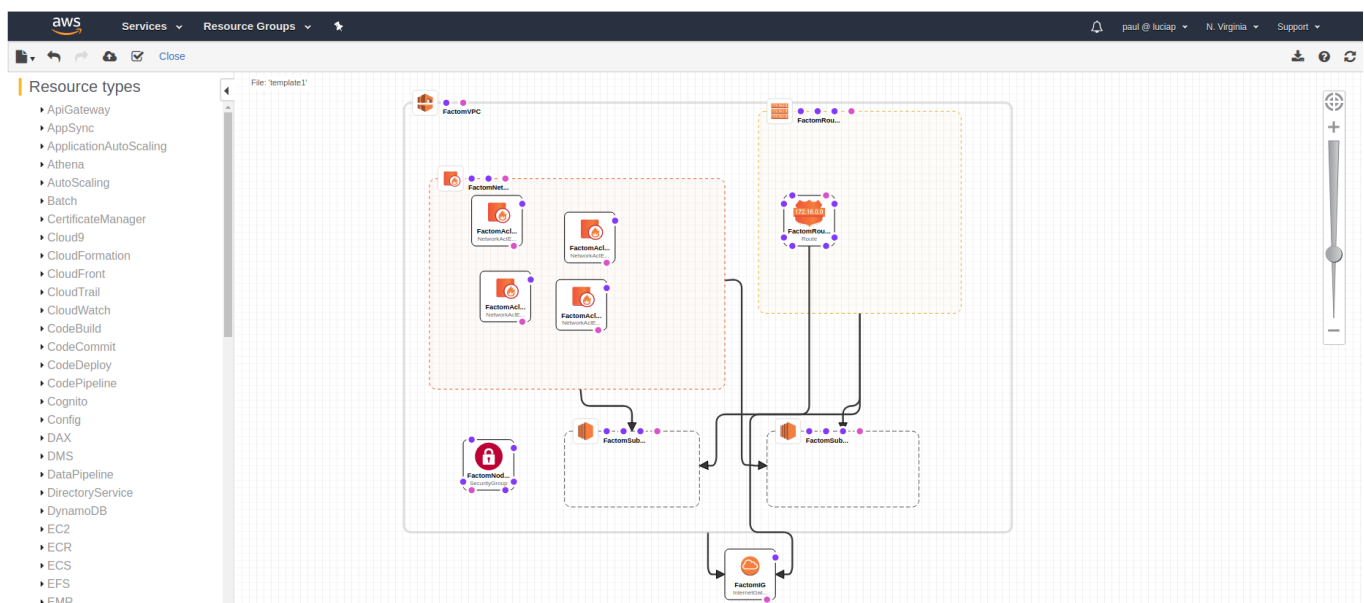 aws
Services
Resource Groups
paul @ luciap
N. Virginia
Support
Close
Resource types
File: 'template1'
ApiGateway
AppSync
ApplicationAutoScaling
Athena
AutoScaling
Batch
CertificateManager
Cloud9
CloudFormation
CloudFront
CloudTrail
CloudWatch
CodeBuild
CodeCommit
CodeDeploy
CodePipeline
Cognito
Config
DAX
DMS
DataPipeline
DirectoryService
DynamoDB
EC2
ECR
ECS
EFS
EMR
FactomVPC
FactomRou...
FactomNet...
FactomAcl...
NetworkAclE...
FactomAcl...
NetworkAclE...
FactomAcl...
NetworkAclE...
FactomAcl...
NetworkAclE...
172.16.0.0
FactomRou...
Route
FactomSub...
FactomSub...
FactomNod...
SecurityGroup
FactomIG
InternetGat...